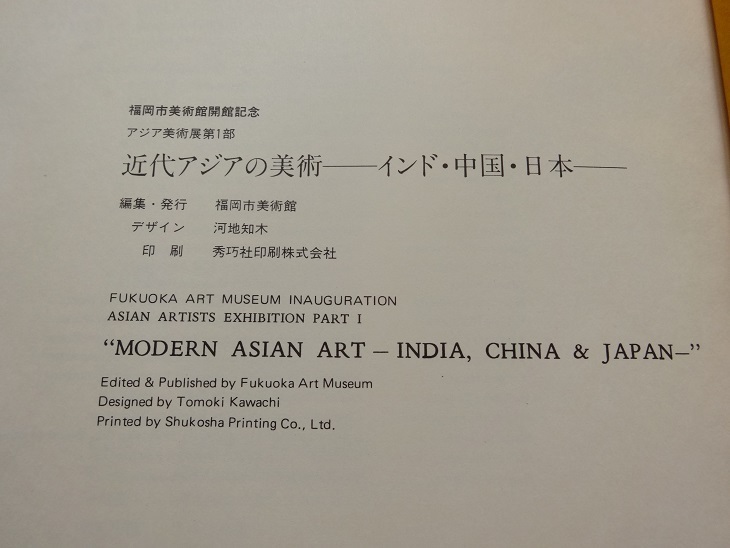 福岡市美術館開館記念
アジア美術展第1部
近代アジアの美術——インド・中国・日本——
編集・発行 福岡市美術館
デザイン 河地知木
印 刷 秀巧社印刷株式会社
FUKUOKA ART MUSEUM INAUGURATION
ASIAN ARTISTS EXHIBITION PART I
“MODERN ASIAN ART – INDIA, CHINA & JAPAN–”
Edited & Published by Fukuoka Art Museum
Designed by Tomoki Kawachi
Printed by Shukosha Printing Co., Ltd.